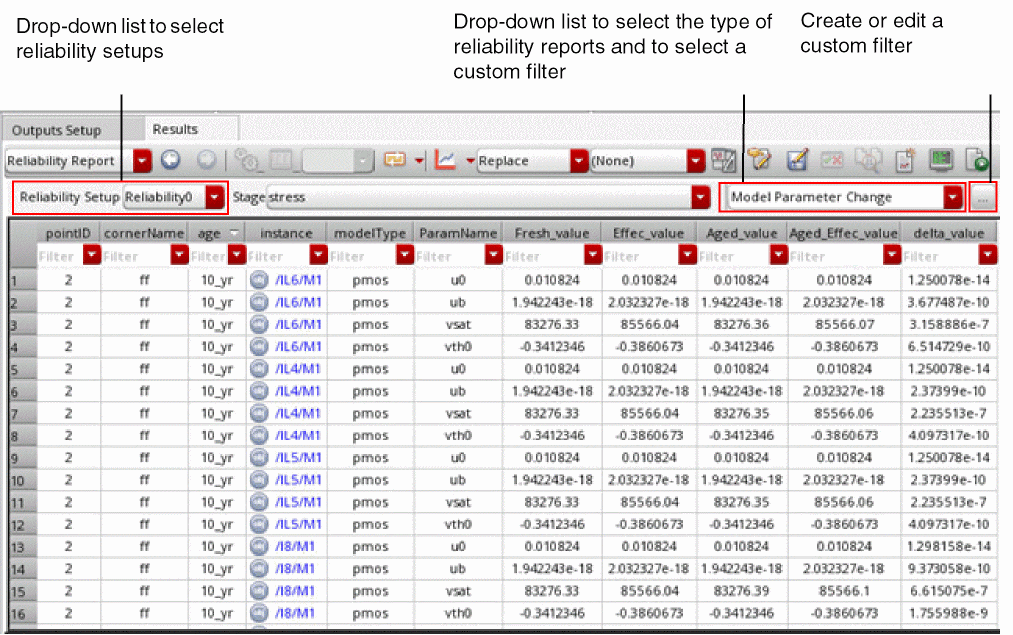 Drop-down list to select
reliability setups
Drop-down list to select the type of
reliability reports and to select a
custom filter
Create or edit a
custom filter
Outputs Setup Results
Reliability Report Replace (None)
Reliability Setup Reliability0 Stage stress Model Parameter Change ...
pointID cornerName age instance modelType ParamName Fresh_value Effec_value Aged_value Aged_Effec_value delta_value
Filter Filter Filter Filter Filter Filter Filter Filter Filter Filter Filter
1 2 ff 10_yr /IL6/M1 pmos u0 0.010824 0.010824 0.010824 0.010824 1.250078e-14
2 2 ff 10_yr /IL6/M1 pmos ub 1.942243e-18 2.032327e-18 1.942243e-18 2.032327e-18 3.677487e-10
3 2 ff 10_yr /IL6/M1 pmos vsat 83276.33 85566.04 83276.36 85566.07 3.158886e-7
4 2 ff 10_yr /IL6/M1 pmos vth0 -0.3412346 -0.3860673 -0.3412346 -0.3860673 6.514729e-10
5 2 ff 10_yr /IL4/M1 pmos u0 0.010824 0.010824 0.010824 0.010824 1.250078e-14
6 2 ff 10_yr /IL4/M1 pmos ub 1.942243e-18 2.032327e-18 1.942243e-18 2.032327e-18 2.37399e-10
7 2 ff 10_yr /IL4/M1 pmos vsat 83276.33 85566.04 83276.35 85566.06 2.235513e-7
8 2 ff 10_yr /IL4/M1 pmos vth0 -0.3412346 -0.3860673 -0.3412346 -0.3860673 4.097317e-10
9 2 ff 10_yr /IL5/M1 pmos u0 0.010824 0.010824 0.010824 0.010824 1.250078e-14
10 2 ff 10_yr /IL5/M1 pmos ub 1.942243e-18 2.032327e-18 1.942243e-18 2.032327e-18 2.37399e-10
11 2 ff 10_yr /IL5/M1 pmos vsat 83276.33 85566.04 83276.35 85566.06 2.235513e-7
12 2 ff 10_yr /IL5/M1 pmos vth0 -0.3412346 -0.3860673 -0.3412346 -0.3860673 4.097317e-10
13 2 ff 10_yr /I8/M1 pmos u0 0.010824 0.010824 0.010824 0.010824 1.298158e-14
14 2 ff 10_yr /I8/M1 pmos ub 1.942243e-18 2.032327e-18 1.942243e-18 2.032327e-18 9.373058e-10
15 2 ff 10_yr /I8/M1 pmos vsat 83276.33 85566.04 83276.39 85566.1 6.615075e-7
16 2 ff 10_yr /I8/M1 pmos vth0 -0.3412346 -0.3860673 -0.3412346 -0.3860673 1.755988e-9